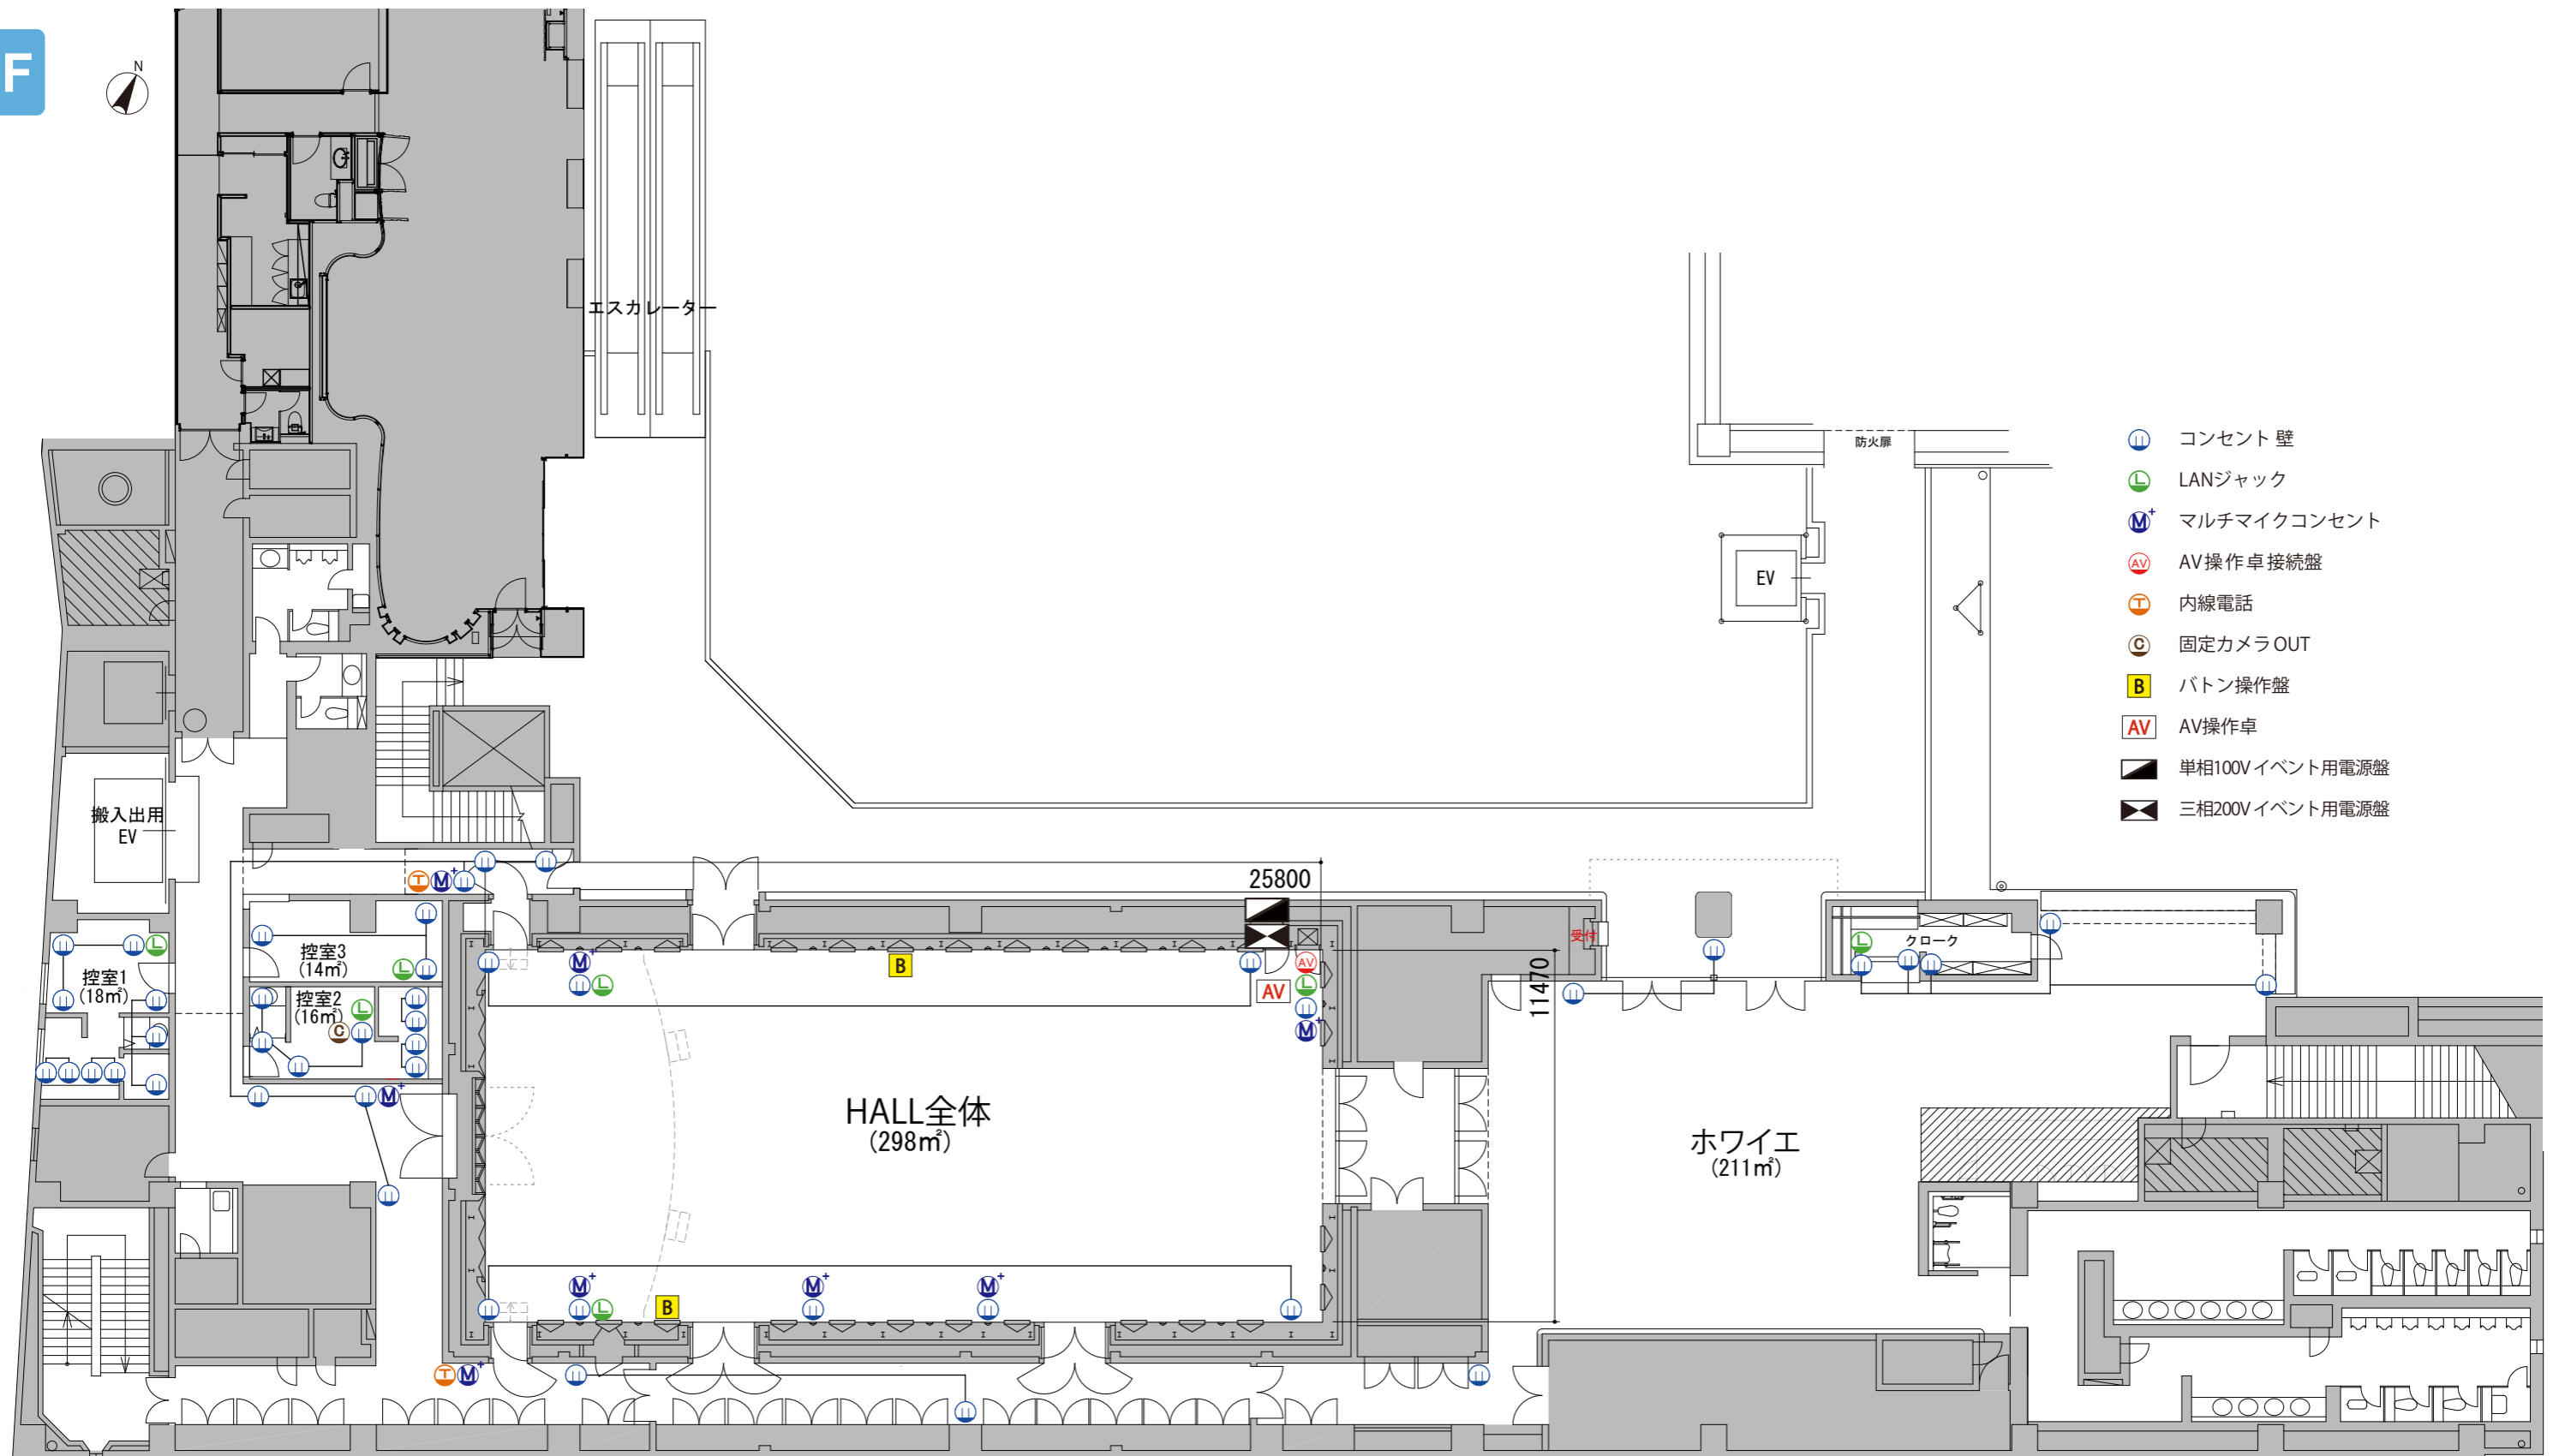 F
N
エスカレーター
防火扉
EV
コンセント 壁
LANジャック
マルチマイクコンセント
AV操作卓接続盤
内線電話
固定カメラOUT
B バトン操作盤
AV AV操作卓
単相100Vイベント用電源盤
三相200Vイベント用電源盤
搬入出用
EV
25800
受付
クローク
控室3
(14㎡)
控室1
(18㎡)
控室2
(16㎡)
B
AV
AV
11470
HALL全体
(298㎡)
ホワイエ
(211㎡)
B